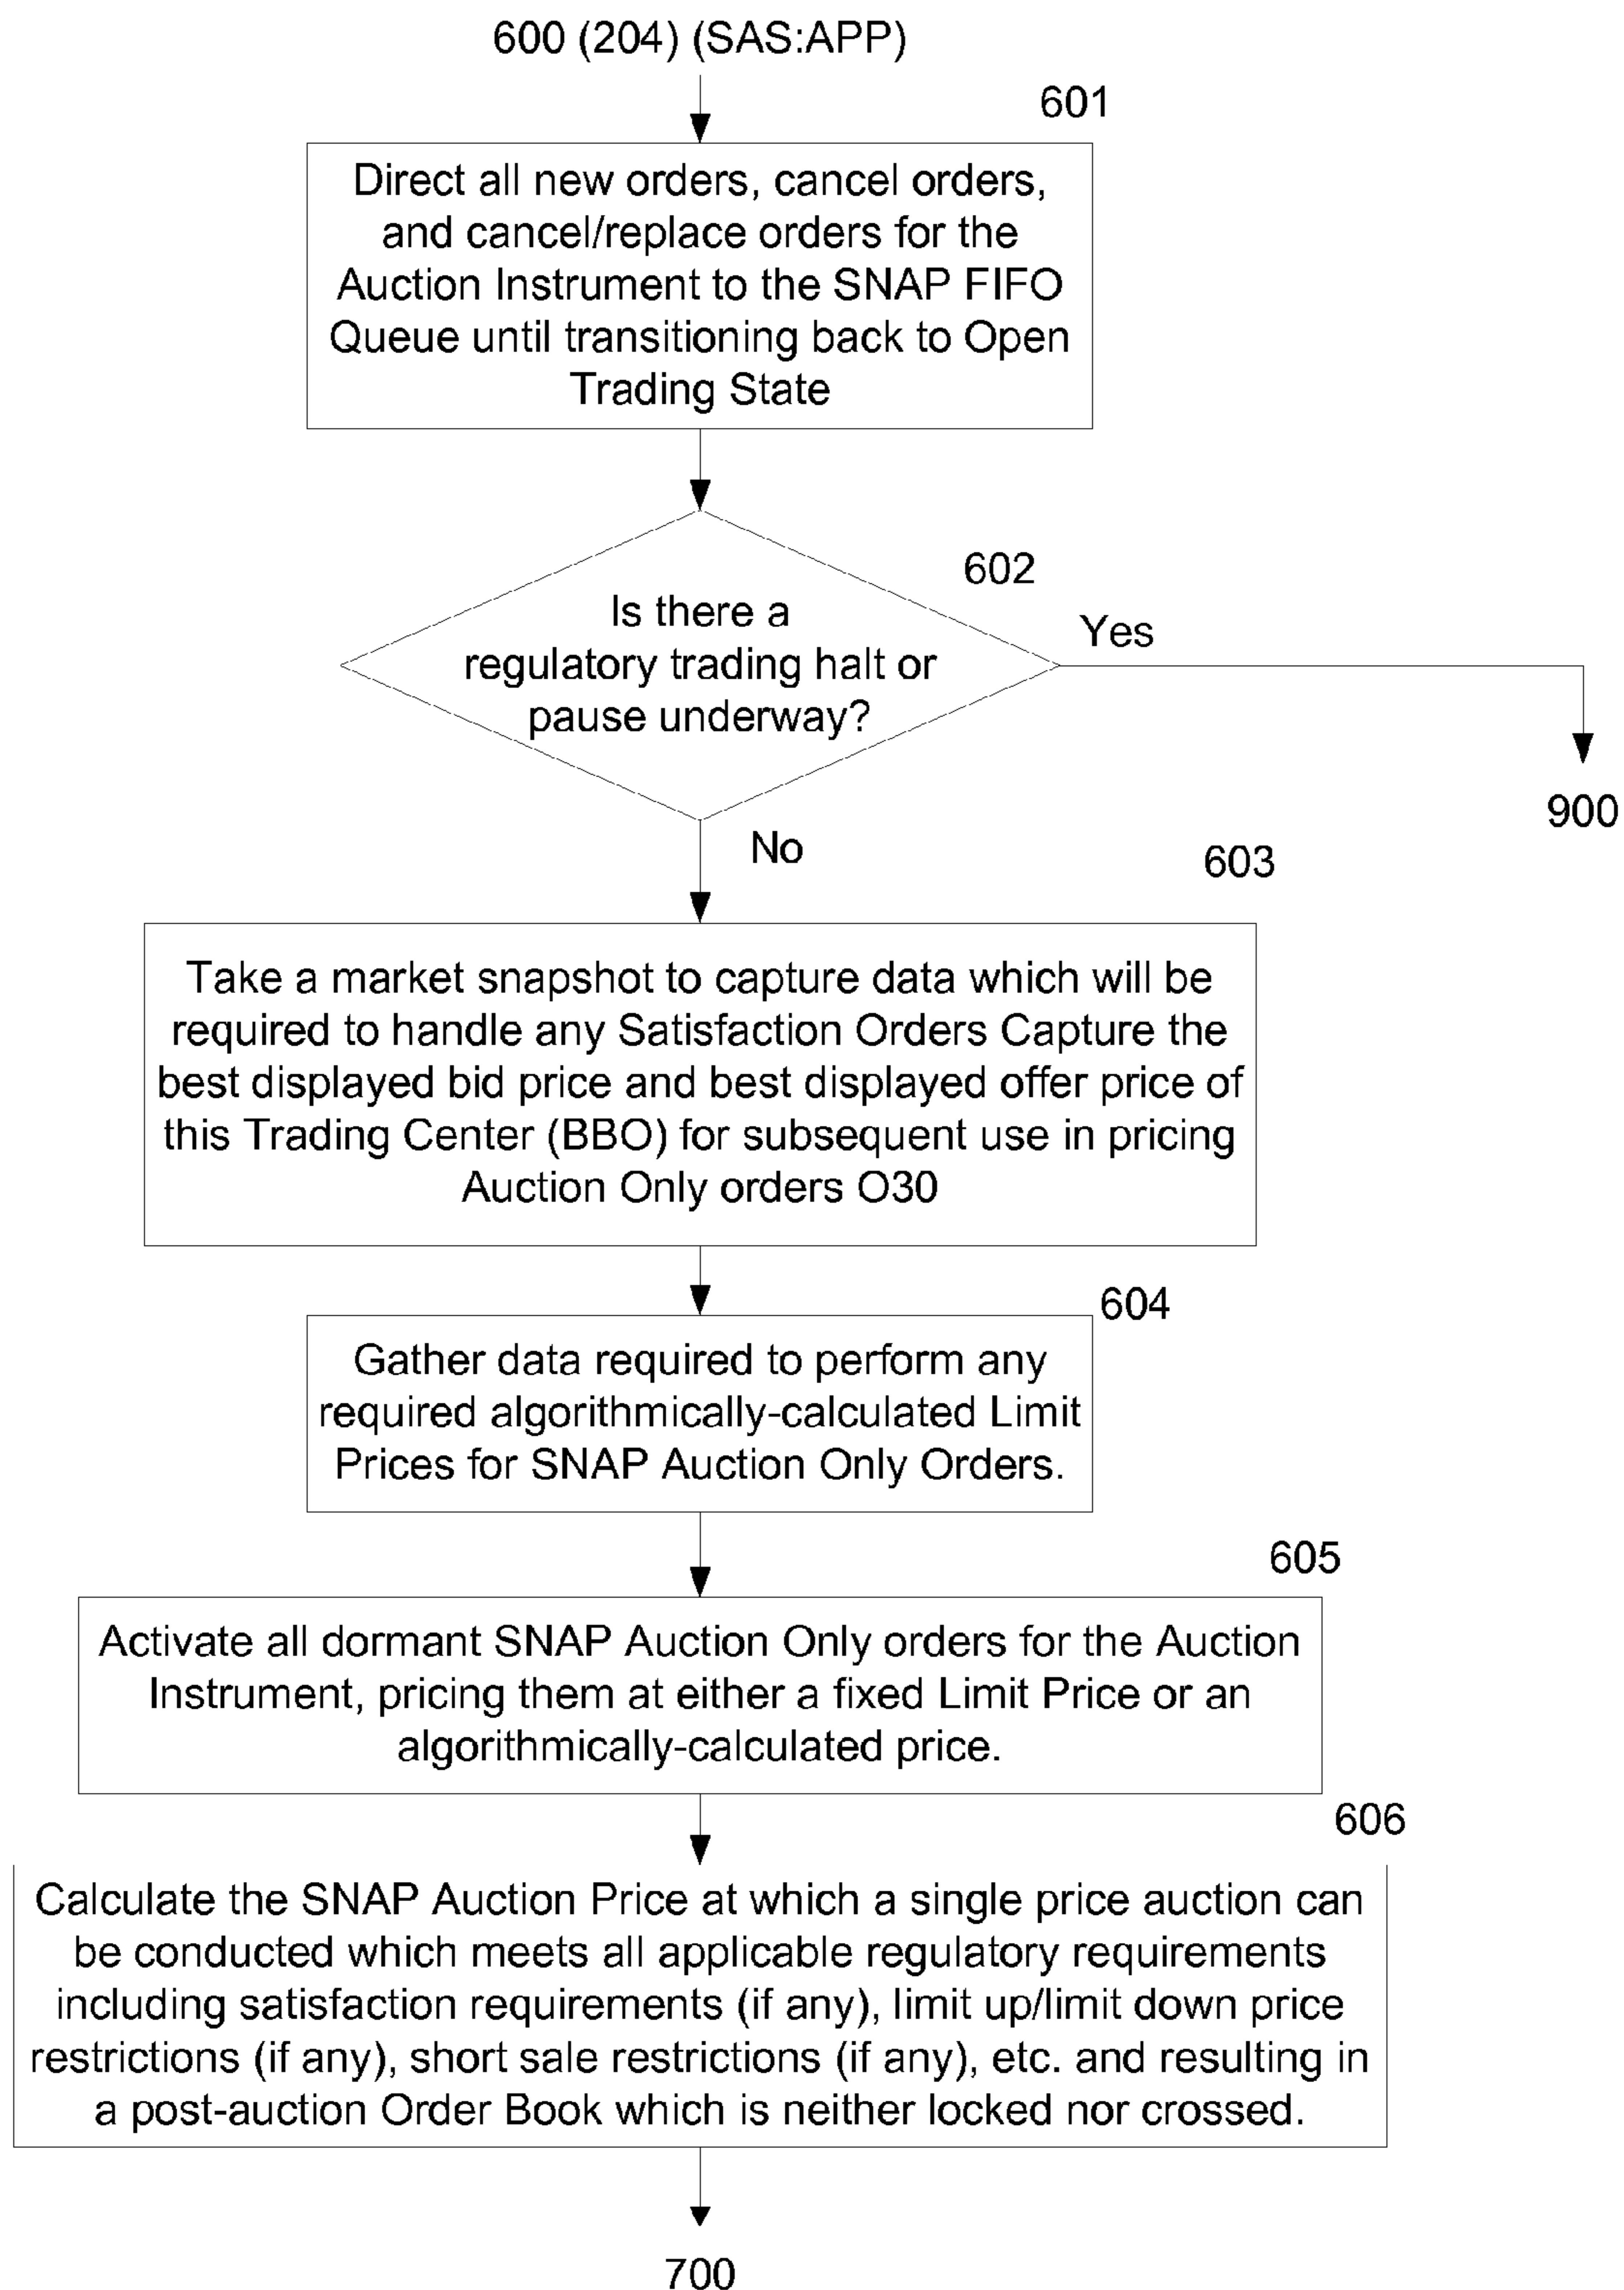 600 (204) (SAS:APP)
601
Direct all new orders, cancel orders,
and cancel/replace orders for the
Auction Instrument to the SNAP FIFO
Queue until transitioning back to Open
Trading State
602
Is there a
regulatory trading halt or
pause underway?
Yes
900
No
603
Take a market snapshot to capture data which will be
required to handle any Satisfaction Orders Capture the
best displayed bid price and best displayed offer price of
this Trading Center (BBO) for subsequent use in pricing
Auction Only orders O30
604
Gather data required to perform any
required algorithmically-calculated Limit
Prices for SNAP Auction Only Orders.
605
Activate all dormant SNAP Auction Only orders for the Auction
Instrument, pricing them at either a fixed Limit Price or an
algorithmically-calculated price.
606
Calculate the SNAP Auction Price at which a single price auction can
be conducted which meets all applicable regulatory requirements
including satisfaction requirements (if any), limit up/limit down price
restrictions (if any), short sale restrictions (if any), etc. and resulting in
a post-auction Order Book which is neither locked nor crossed.
700